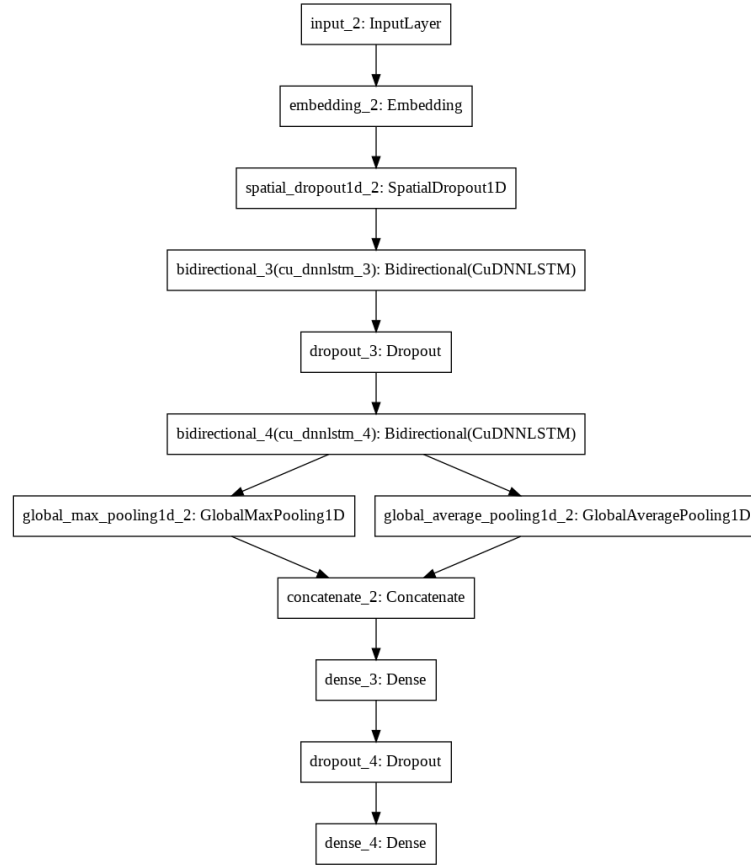 input_2: InputLayer
embedding_2: Embedding
spatial_dropout1d_2: SpatialDropout1D
bidirectional_3(cu_dnnlstm_3): Bidirectional(CuDNNLSTM)
dropout_3: Dropout
bidirectional_4(cu_dnnlstm_4): Bidirectional(CuDNNLSTM)
global_max_pooling1d_2: GlobalMaxPooling1D
global_average_pooling1d_2: GlobalAveragePooling1D
concatenate_2: Concatenate
dense_3: Dense
dropout_4: Dropout
dense_4: Dense